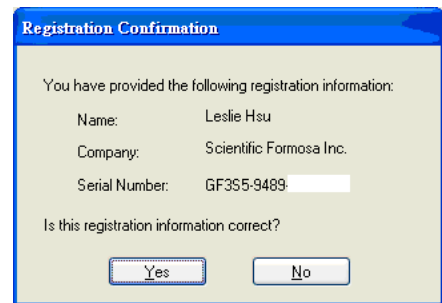 Registration Confirmation
You have provided the following registration information:
Name: Leslie Hsu
Company: Scientific Formosa Inc.
Serial Number: GF3S5-9489-
Is this registration information correct?
Yes No